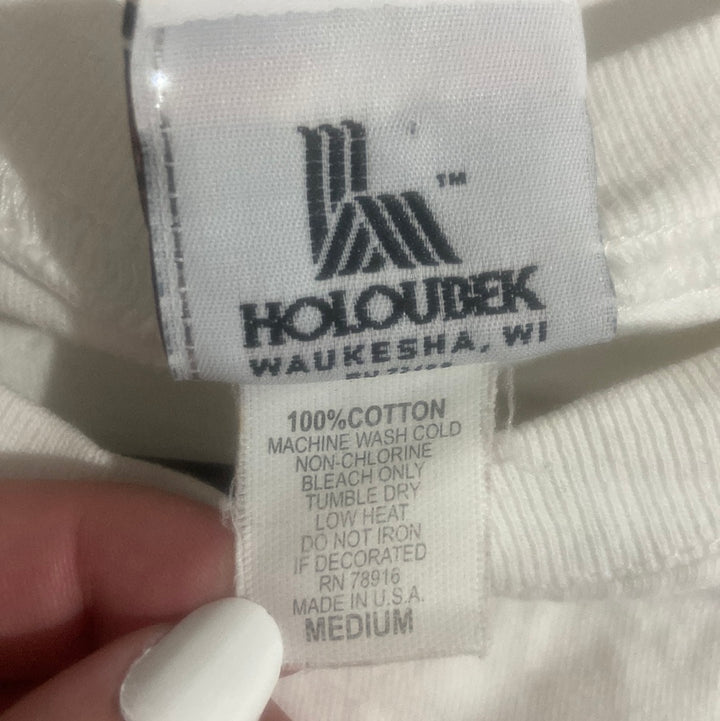 TM
HOLOUBEK
WAUKESHA, WI
100%COTTON
MACHINE WASH COLD
NON-CHLORINE
BLEACH ONLY
TUMBLE DRY
LOW HEAT
DO NOT IRON
IF DECORATED
RN 78916
MADE IN U.S.A.
MEDIUM